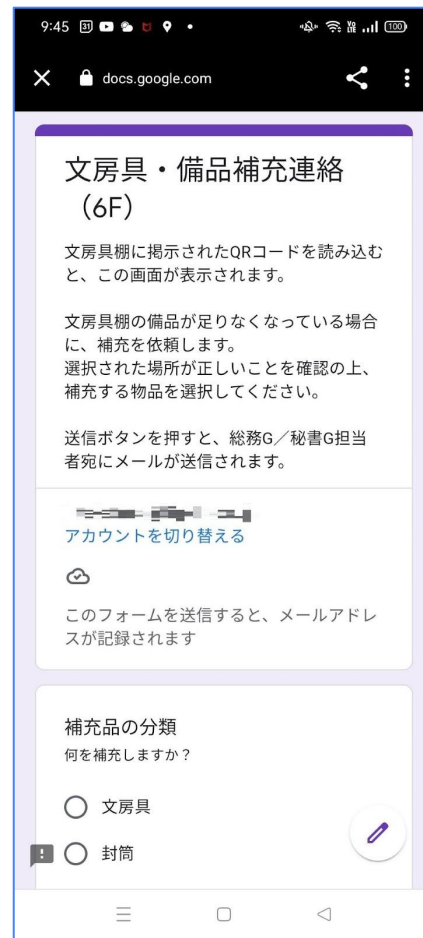 9:45
31
100
docs.google.com
文房具・備品補充連絡
（6F）
文房具棚に掲示されたQRコードを読み込む
と、この画面が表示されます。
文房具棚の備品が足りなくなっている場合
に、補充を依頼します。
選択された場所が正しいことを確認の上、
補充する物品を選択してください。
送信ボタンを押すと、総務G／秘書G担当
者宛にメールが送信されます。
アカウントを切り替える
このフォームを送信すると、メールアドレ
スが記録されます
補充品の分類
何を補充しますか？
文房具
封筒